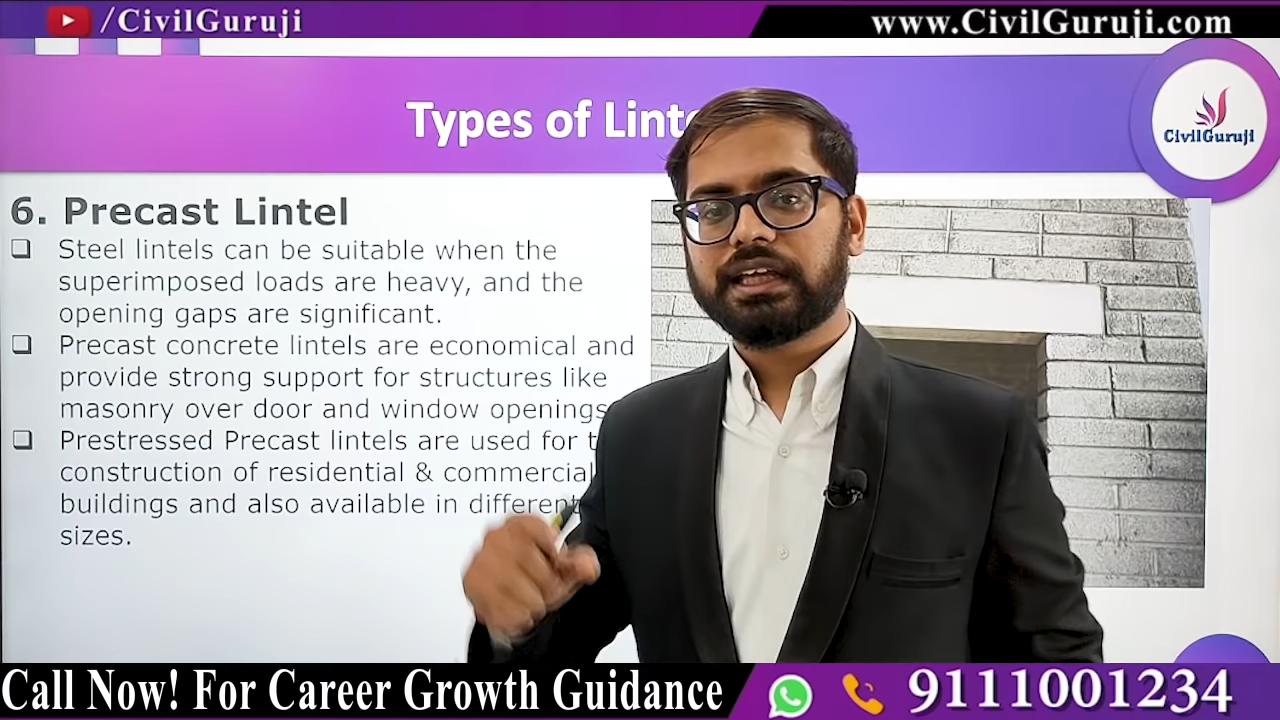 /CivilGuruji
www.CivilGuruji.com
Types of
CivilGuruji
6. Precast Lintel
Steel lintels can be suitable when the
superimposed loads are heavy, and the
opening gaps are significant.
Precast concrete lintels are economical and
provide strong support for structures like
masonry over door and window openings
Prestressed Precast lintels are used for
construction of residential & commercial
buildings and also available in different
sizes.
Call Now! For Career Growth Guidance
9111001234